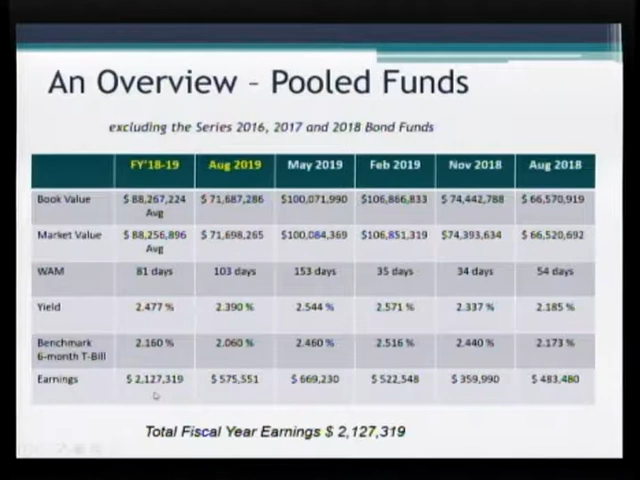 An Overview – Pooled Funds
excluding the Series 2016, 2017 and 2018 Bond Funds
FY'18-19 Aug 2019 May 2019 Feb 2019 Nov 2018 Aug 2018
Book Value $ 88,267,224 Avg $ 71,687,286 $100,071,990 $106,866,833 $ 74,442,788 $ 66,570,919
Market Value $ 88,256,896 Avg $ 71,698,265 $100,084,369 $106,851,319 $74,393,634 $ 66,520,692
WAM 81 days 103 days 153 days 35 days 34 days 54 days
Yield 2.477 % 2.390 % 2.544 % 2.571 % 2.337 % 2.185 %
Benchmark 6-month T-Bill 2.160 % 2.060 % 2.460 % 2.516 % 2.440 % 2.173 %
Earnings $ 2,127,319 $ 575,551 $ 669,230 $ 522,548 $ 359,990 $ 483,480
Total Fiscal Year Earnings $ 2,127,319